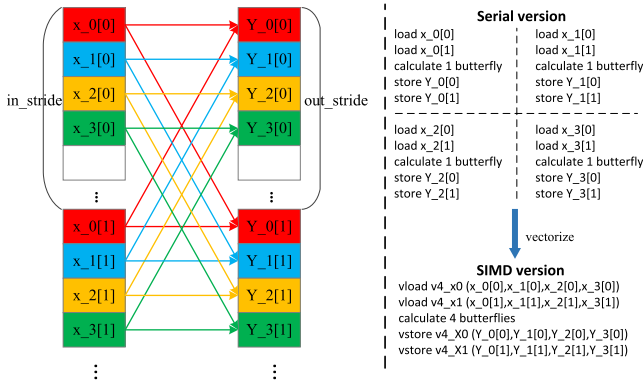 x_0[0]
x_1[0]
x_2[0]
x_3[0]
...
x_0[1]
x_1[1]
x_2[1]
x_3[1]
...
in_stride
Y_0[0]
Y_1[0]
Y_2[0]
Y_3[0]
...
Y_0[1]
Y_1[1]
Y_2[1]
Y_3[1]
...
out_stride
Serial version
load x_0[0]
load x_0[1]
calculate 1 butterfly
store Y_0[0]
store Y_0[1]
load x_1[0]
load x_1[1]
calculate 1 butterfly
store Y_1[0]
store Y_1[1]
load x_2[0]
load x_2[1]
calculate 1 butterfly
store Y_2[0]
store Y_2[1]
load x_3[0]
load x_3[1]
calculate 1 butterfly
store Y_3[0]
store Y_3[1]
vectorize
SIMD version
vload v4_x0 (x_0[0],x_1[0],x_2[0],x_3[0])
vload v4_x1 (x_0[1],x_1[1],x_2[1],x_3[1])
calculate 4 butterflies
vstore v4_X0 (Y_0[0],Y_1[0],Y_2[0],Y_3[0])
vstore v4_X1 (Y_0[1],Y_1[1],Y_2[1],Y_3[1])